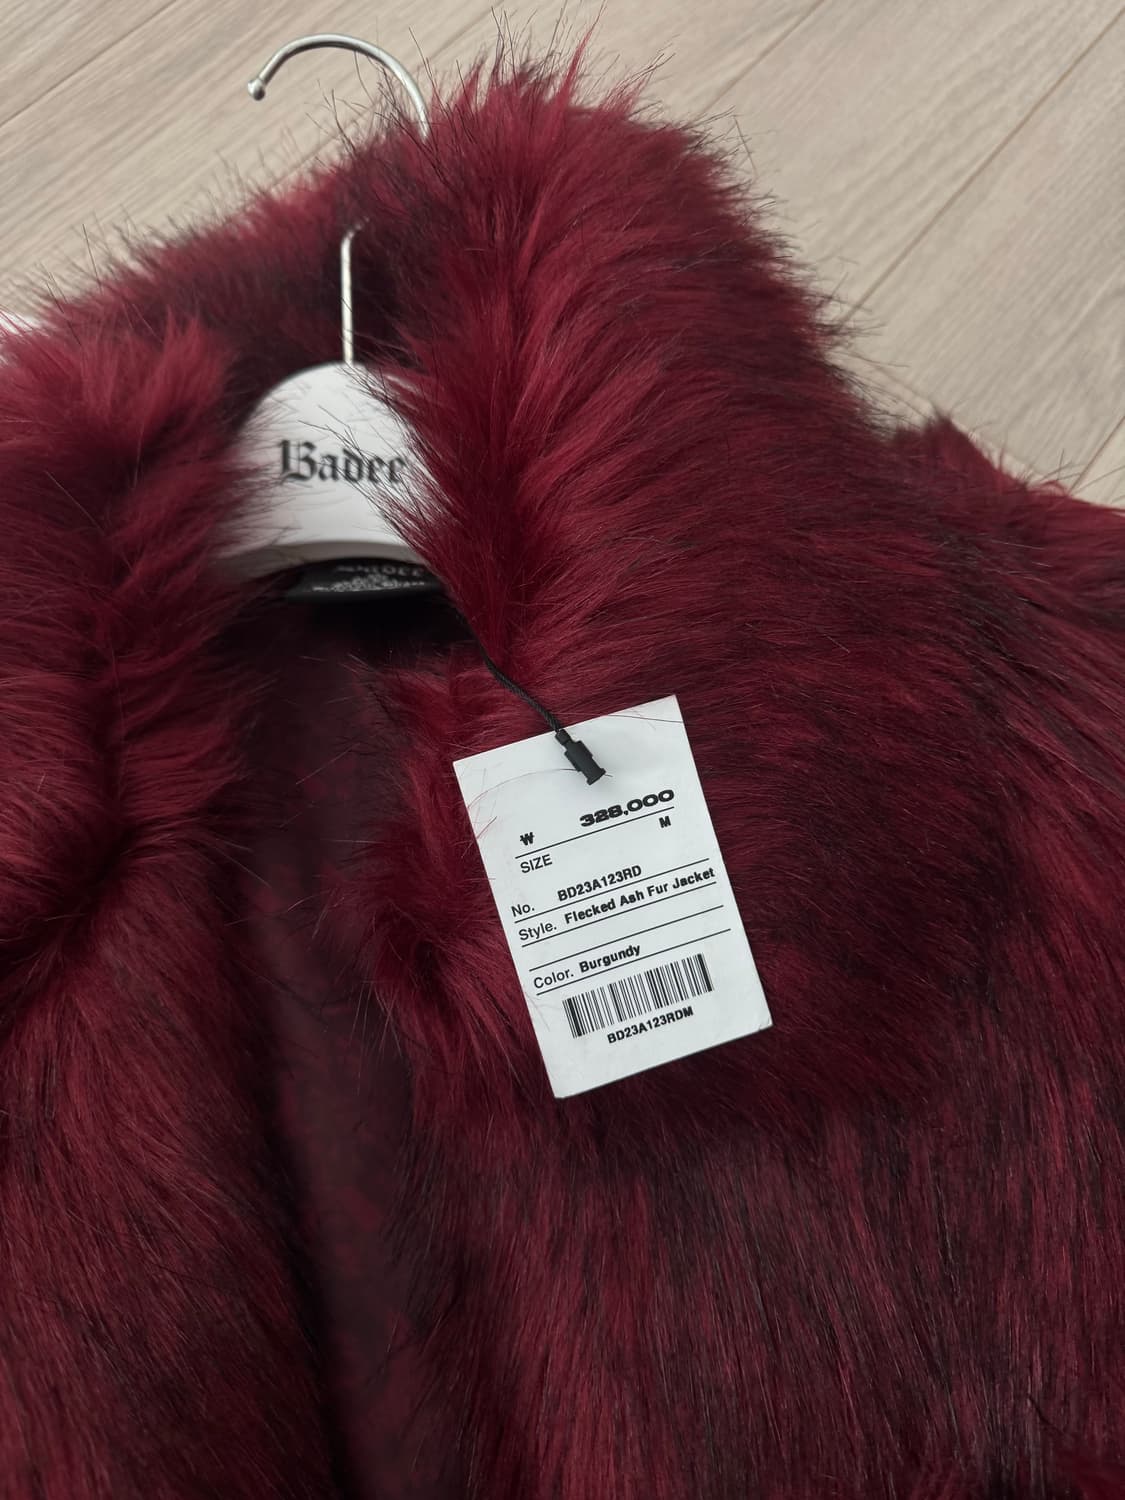 Badee
₩ 328,000
SIZE M
No. BD23A123RD
Style. Flecked Ash Fur Jacket
Color. Burgundy
BD23A123RDM